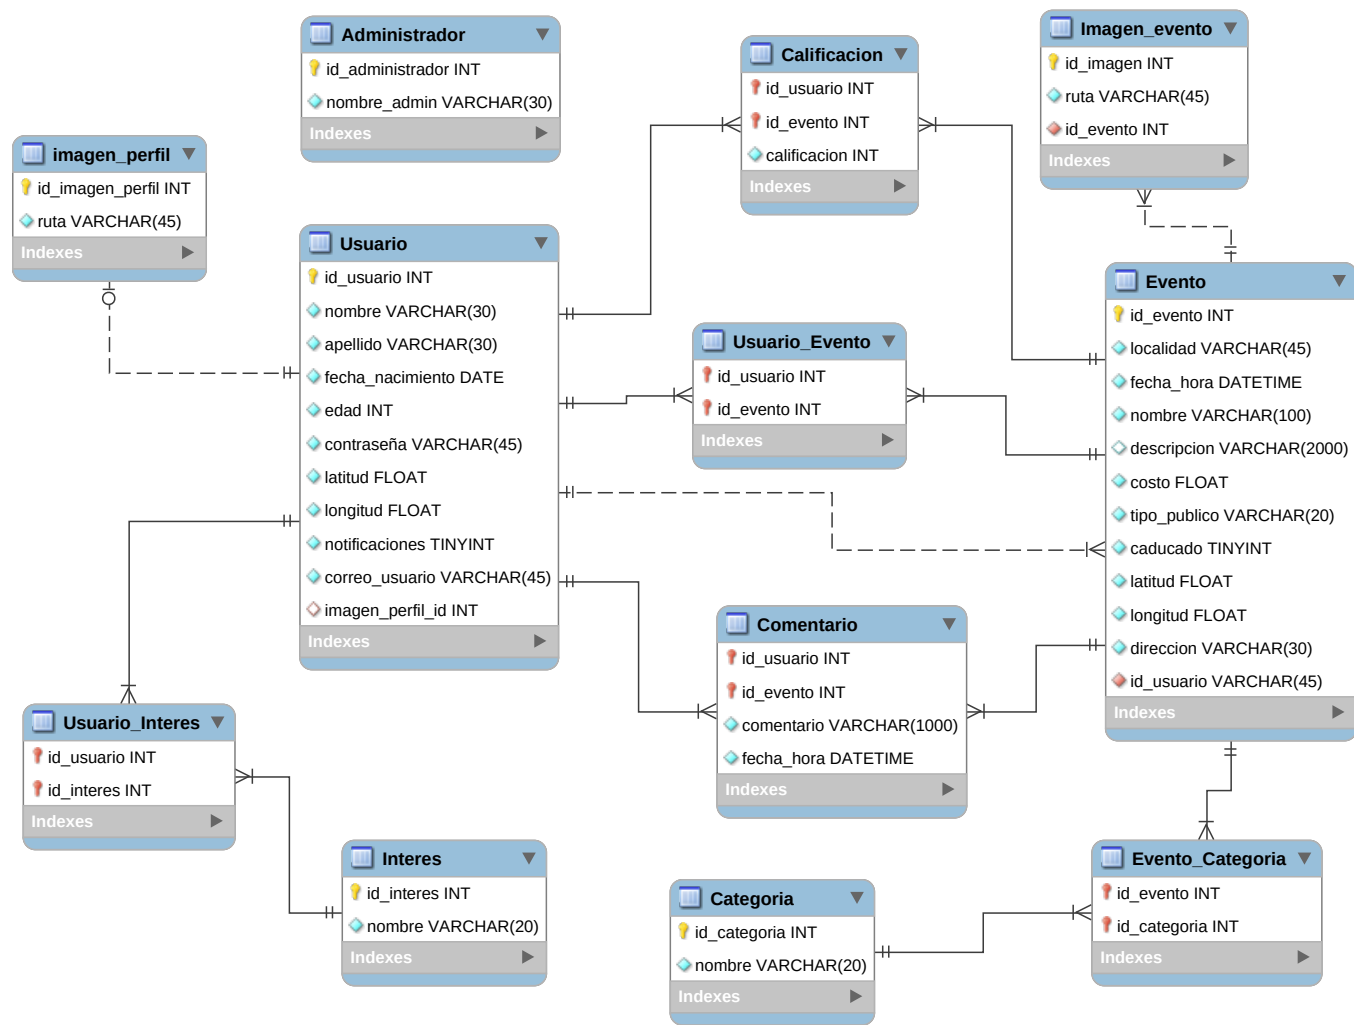 Administrador
id_administrador INT
nombre_admin VARCHAR(30)
Indexes
Calificacion
id_usuario INT
id_evento INT
calificacion INT
Indexes
Imagen_evento
id_imagen INT
ruta VARCHAR(45)
id_evento INT
Indexes
imagen_perfil
id_imagen_perfil INT
ruta VARCHAR(45)
Indexes
Usuario
id_usuario INT
nombre VARCHAR(30)
apellido VARCHAR(30)
fecha_nacimiento DATE
edad INT
contraseña VARCHAR(45)
latitud FLOAT
longitud FLOAT
notificaciones TINYINT
correo_usuario VARCHAR(45)
imagen_perfil_id INT
Indexes
Usuario_Evento
id_usuario INT
id_evento INT
Indexes
Evento
id_evento INT
localidad VARCHAR(45)
fecha_hora DATETIME
nombre VARCHAR(100)
descripcion VARCHAR(2000)
costo FLOAT
tipo_publico VARCHAR(20)
caducado TINYINT
latitud FLOAT
longitud FLOAT
direccion VARCHAR(30)
id_usuario VARCHAR(45)
Indexes
Comentario
id_usuario INT
id_evento INT
comentario VARCHAR(1000)
fecha_hora DATETIME
Indexes
Usuario_Interes
id_usuario INT
id_interes INT
Indexes
Interes
id_interes INT
nombre VARCHAR(20)
Indexes
Categoria
id_categoria INT
nombre VARCHAR(20)
Indexes
Evento_Categoria
id_evento INT
id_categoria INT
Indexes